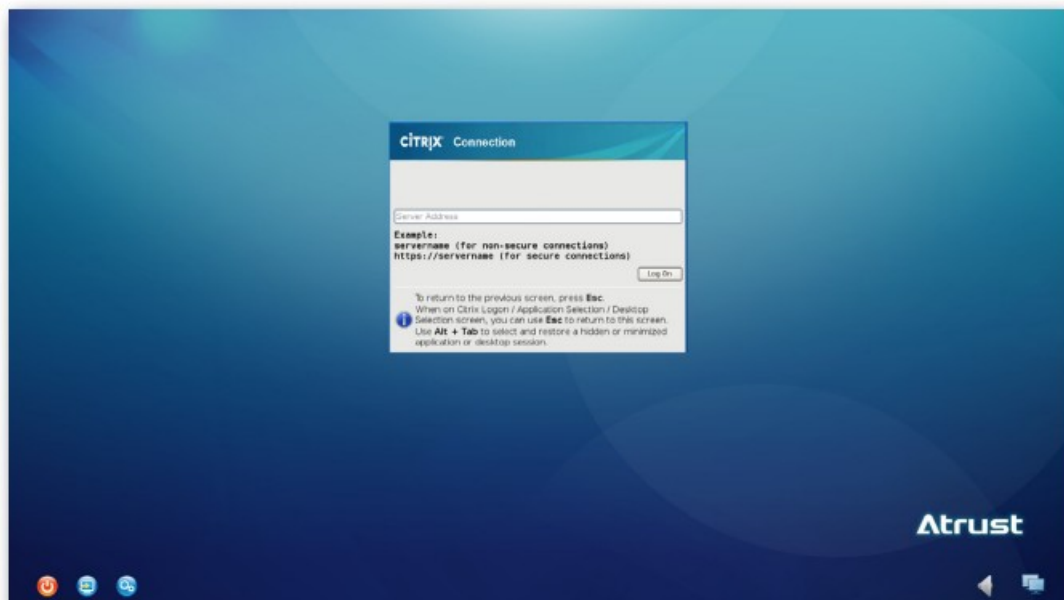 CITRIX Connection
Server Address
Example:
servername (for non-secure connections)
https://servername (for secure connections)
Log On
To return to the previous screen, press Esc.
When on Citrix Logon / Application Selection / Desktop
Selection screen, you can use Esc to return to this screen.
Use Alt + Tab to select and restore a hidden or minimized
application or desktop session.
Atrust